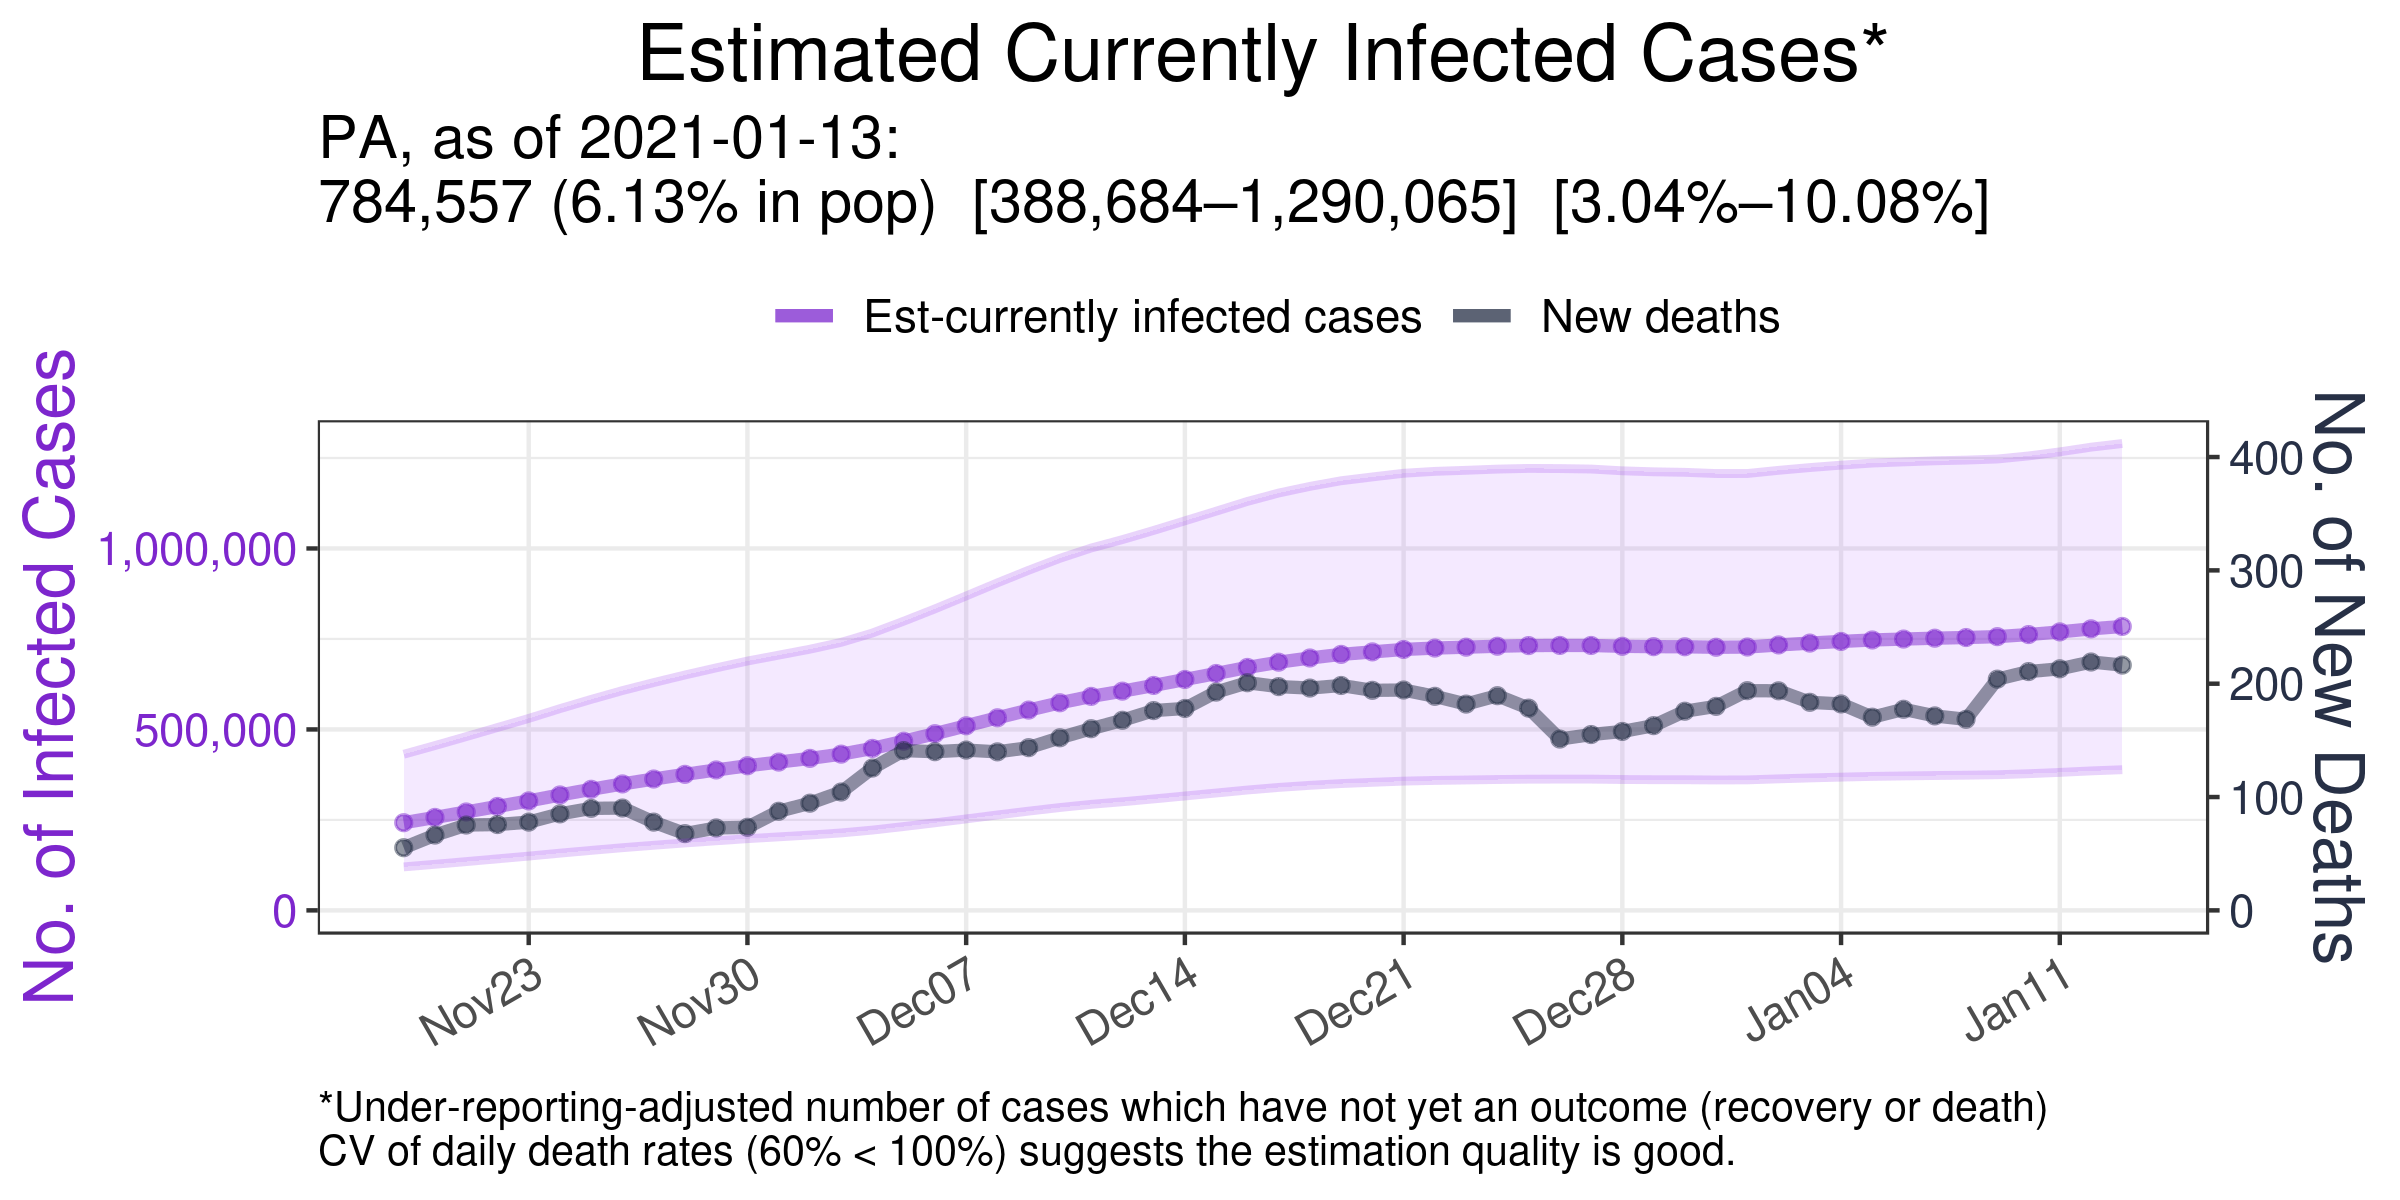 Estimated Currently Infected Cases*
PA, as of 2021-01-13:
784,557 (6.13% in pop)  [388,684–1,290,065]  [3.04%–10.08%]
Est-currently infected cases
New deaths
No. of Infected Cases
1,000,000
500,000
0
400
300
200
100
0
No. of New Deaths
Nov23
Nov30
Dec07
Dec14
Dec21
Dec28
Jan04
Jan11
*Under-reporting-adjusted number of cases which have not yet an outcome (recovery or death)
CV of daily death rates (60% < 100%) suggests the estimation quality is good.